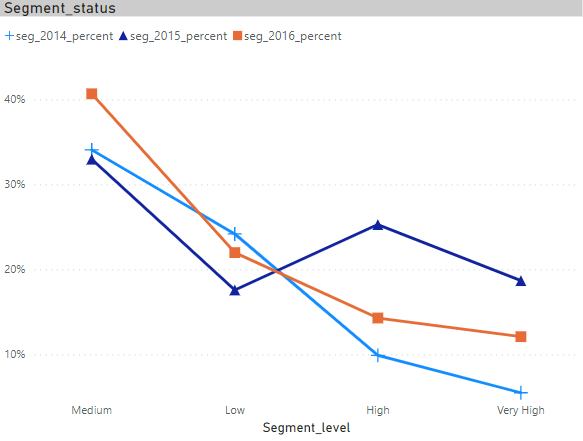 Segment_status
seg_2014_percent seg_2015_percent seg_2016_percent
40%
30%
20%
10%
Medium Low High Very High
Segment_level